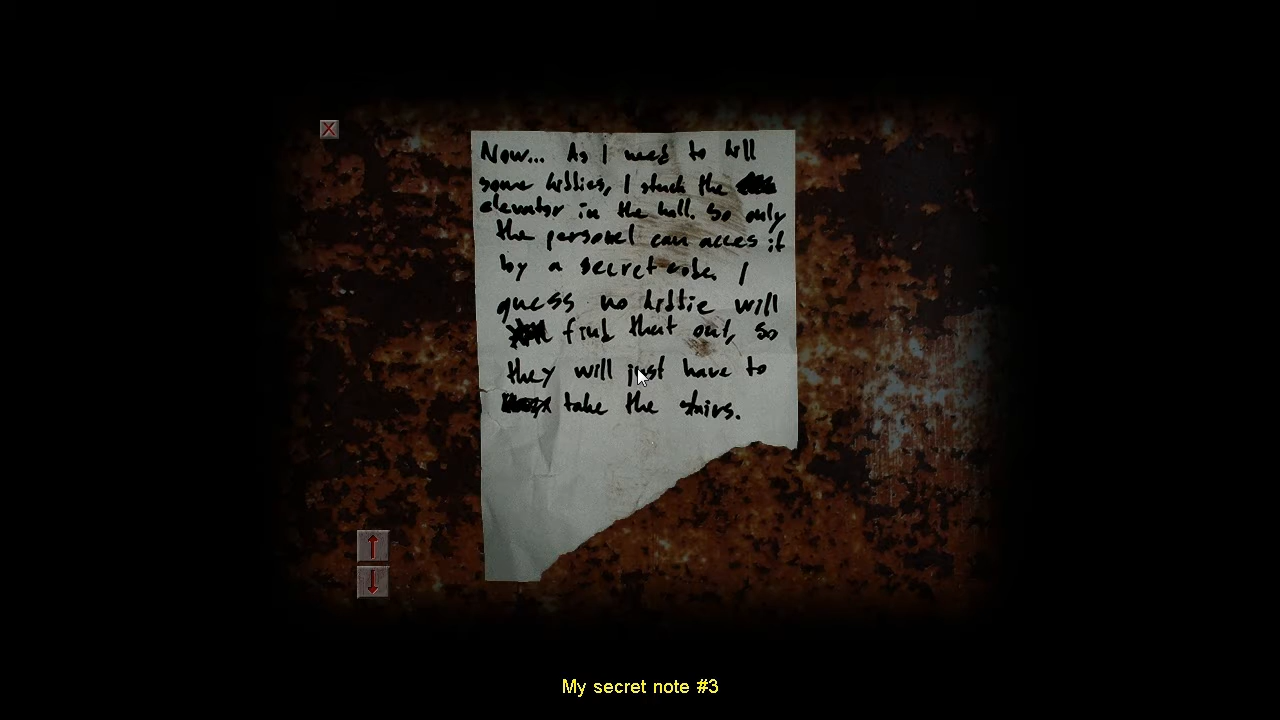 Now... As I need to kill
some kiddies, I stuck the
elevator in the hall. So only
the personel can acces it
by a secret code. I
guess no kiddie will
find that out, so
they will just have to
take the stairs.
My secret note #3